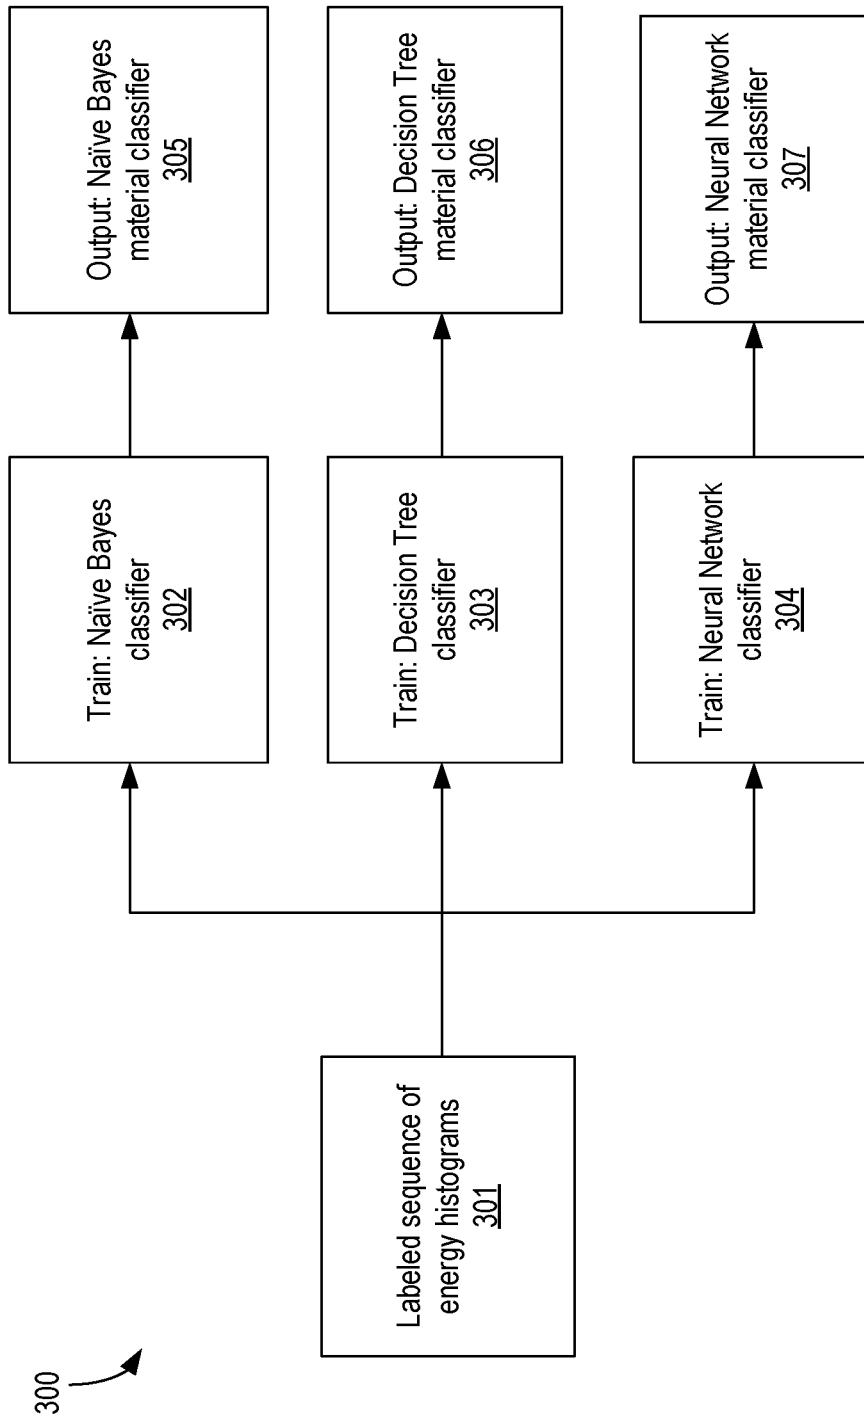 300
Labeled sequence of
energy histograms
301
Train: Naïve Bayes
classifier
302
Train: Decision Tree
classifier
303
Train: Neural Network
classifier
304
Output: Naïve Bayes
material classifier
305
Output: Decision Tree
material classifier
306
Output: Neural Network
material classifier
307